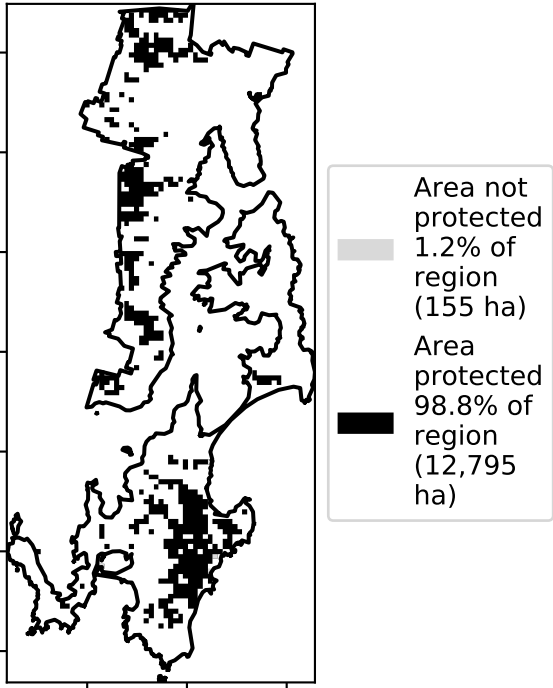 Area not
protected
1.2% of
region
(155 ha)
Area
protected
98.8% of
region
(12,795
ha)